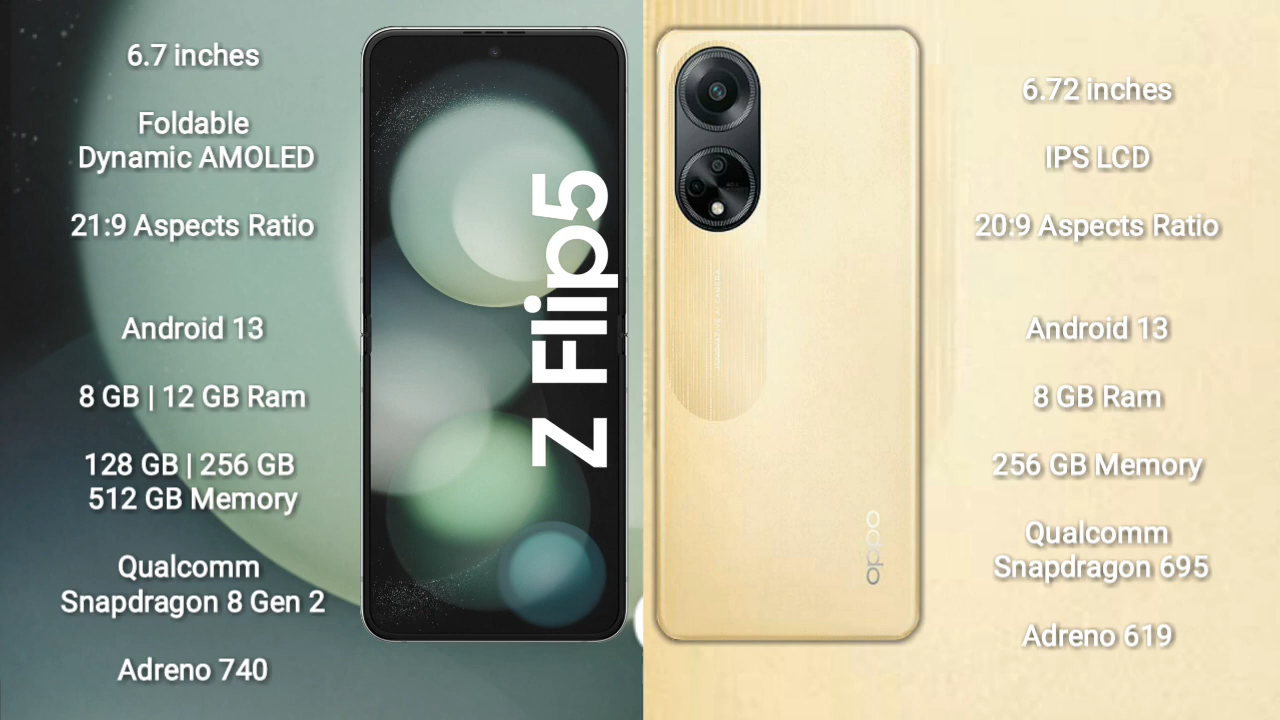 6.7 inches
Foldable
Dynamic AMOLED
21:9 Aspects Ratio
Android 13
8 GB | 12 GB Ram
128 GB | 256 GB
512 GB Memory
Qualcomm
Snapdragon 8 Gen 2
Adreno 740
Z Flip5
oppo
6.72 inches
IPS LCD
20:9 Aspects Ratio
Android 13
8 GB Ram
256 GB Memory
Qualcomm
Snapdragon 695
Adreno 619